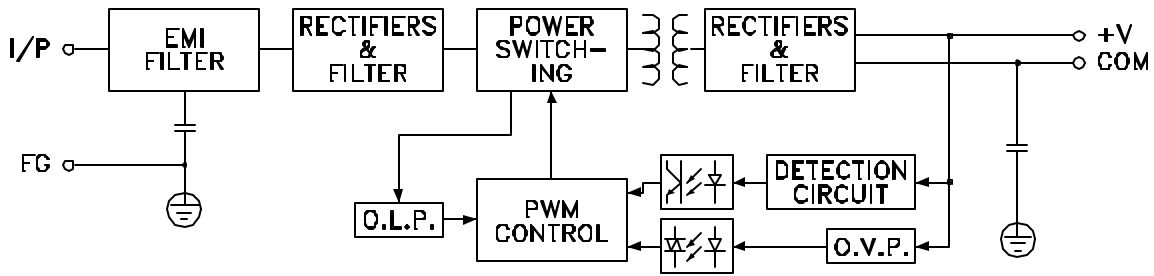 I/P
EMI
FILTER
RECTIFIERS
&
FILTER
POWER
SWITCH-
ING
RECTIFIERS
&
FILTER
+V
COM
FG
O.L.P.
PWM
CONTROL
DETECTION
CIRCUIT
O.V.P.